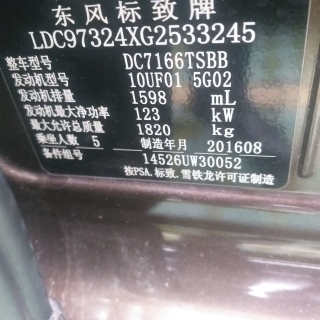 东风标致牌
LDC97324XG2533245
整车型号 DC7166TSBB
发动机型号 10UF01 5G02
发动机排量 1598 mL
发动机最大净功率 123 kW
最大允许总质量 1820 kg
乘坐人数 5 制造年月 201608
备件组号 14526UW30052
按PSA.标致.雪铁龙许可证制造